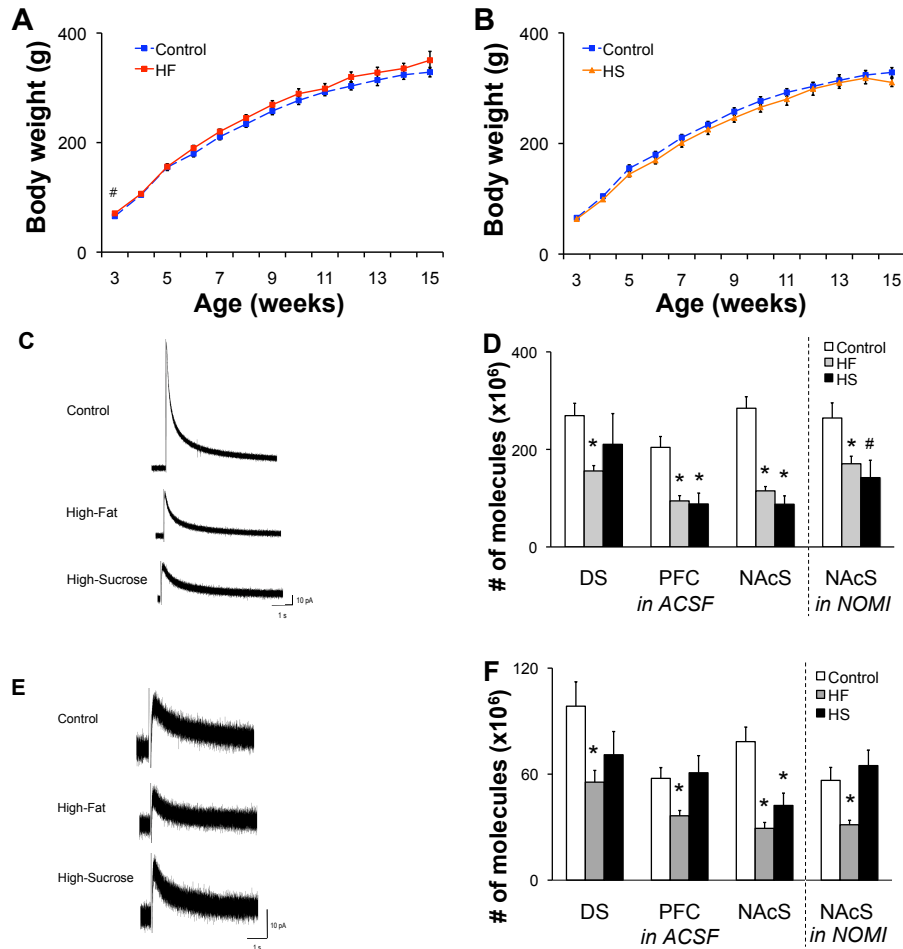 A
Body weight (g)
400
200
0
Control
HF
#
3 5 7 9 11 13 15
Age (weeks)
B
Body weight (g)
400
200
0
Control
HS
3 5 7 9 11 13 15
Age (weeks)
C
Control
High-Fat
High-Sucrose
10 pA
1 s
D
# of molecules (x10⁶)
400
200
0
Control
HF
HS
* * * * * * #
DS PFC NAcS NAcS
in ACSF in NOMI
E
Control
High-Fat
High-Sucrose
10 pA
1 s
F
# of molecules (x10⁶)
120
60
0
Control
HF
HS
* * * * *
DS PFC NAcS NAcS
in ACSF in NOMI